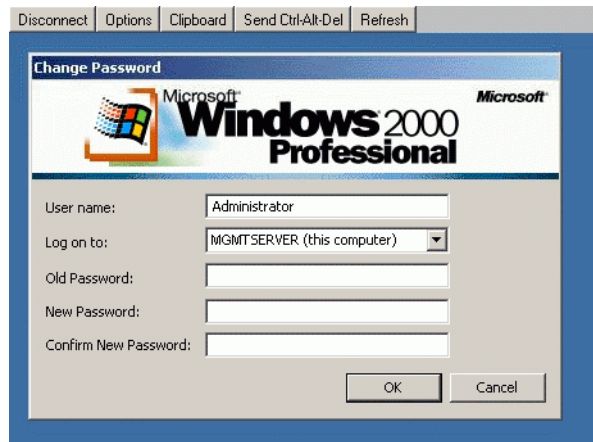 Disconnect Options Clipboard Send Ctrl-Alt-Del Refresh
Change Password
Microsoft
Windows 2000
Professional
Microsoft
User name: Administrator
Log on to: MGMTSERVER (this computer)
Old Password:
New Password:
Confirm New Password:
OK Cancel